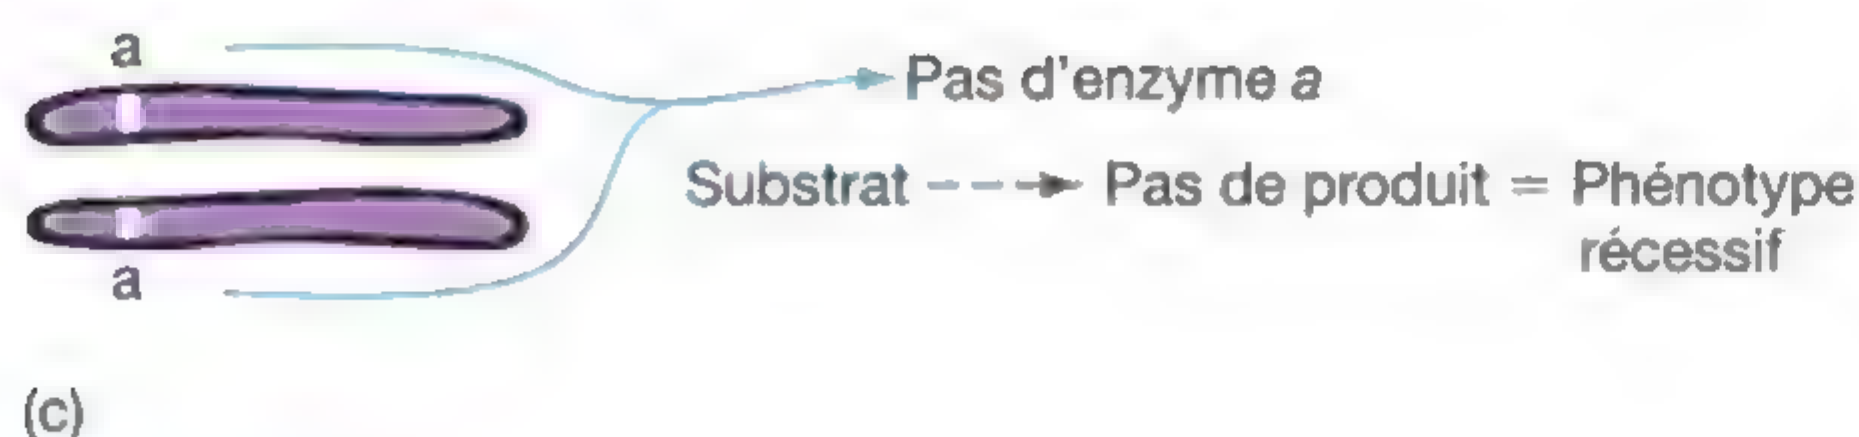 a
Pas d'enzyme a
Substrat → Pas de produit = Phénotype
récessif
a
(c)